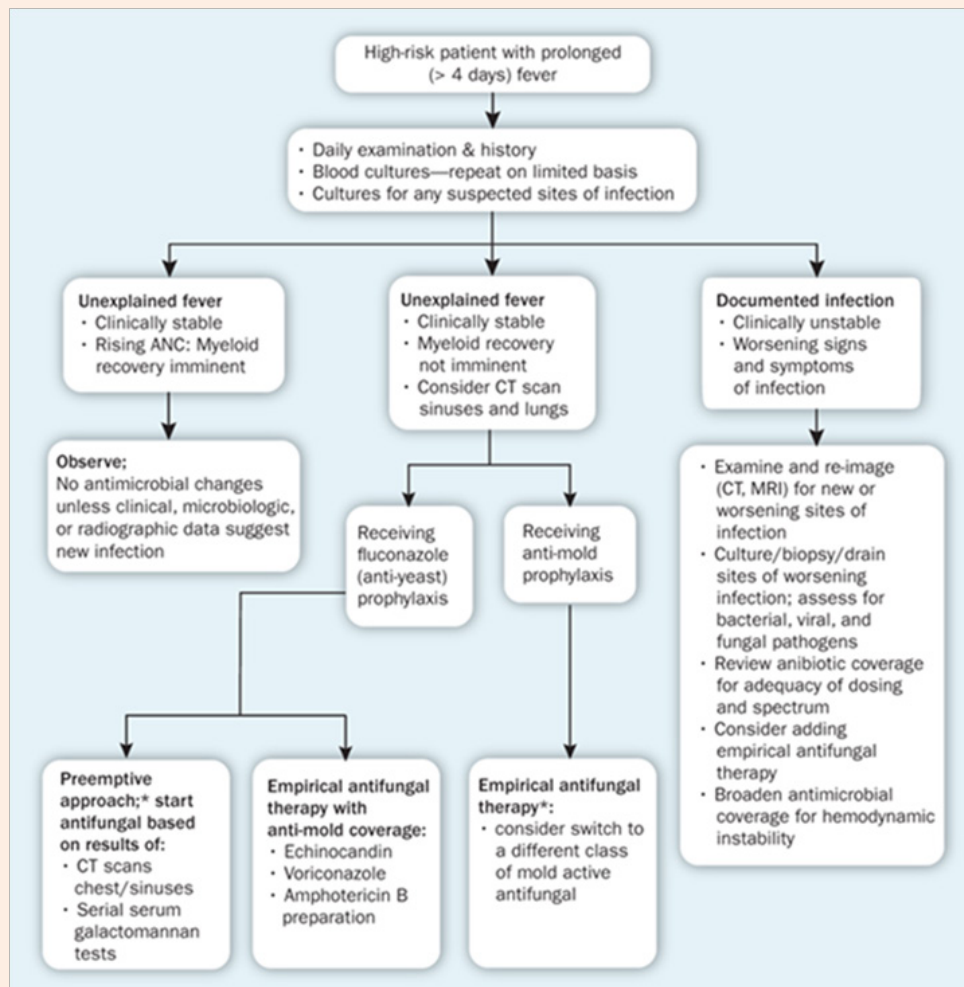 High-risk patient with prolonged
(> 4 days) fever
· Daily examination & history
· Blood cultures—repeat on limited basis
· Cultures for any suspected sites of infection
Unexplained fever
· Clinically stable
· Rising ANC: Myeloid
recovery imminent
Unexplained fever
· Clinically stable
· Myeloid recovery
not imminent
· Consider CT scan
sinuses and lungs
Documented infection
· Clinically unstable
· Worsening signs
and symptoms
of infection
Observe;
No antimicrobial changes
unless clinical, microbiologic,
or radiographic data suggest
new infection
Receiving
fluconazole
(anti-yeast)
prophylaxis
Receiving
anti-mold
prophylaxis
· Examine and re-image
(CT, MRI) for new or
worsening sites of
infection
· Culture/biopsy/drain
sites of worsening
infection; assess for
bacterial, viral, and
fungal pathogens
· Review anibiotic coverage
for adequacy of dosing
and spectrum
· Consider adding
empirical antifungal
therapy
· Broaden antimicrobial
coverage for hemodynamic
instability
Preemptive
approach;* start
antifungal based
on results of:
· CT scans
chest/sinuses
· Serial serum
galactomannan
tests
Empirical antifungal
therapy with
anti-mold coverage:
· Echinocandin
· Voriconazole
· Amphotericin B
preparation
Empirical antifungal
therapy*:
· consider switch to
a different class
of mold active
antifungal